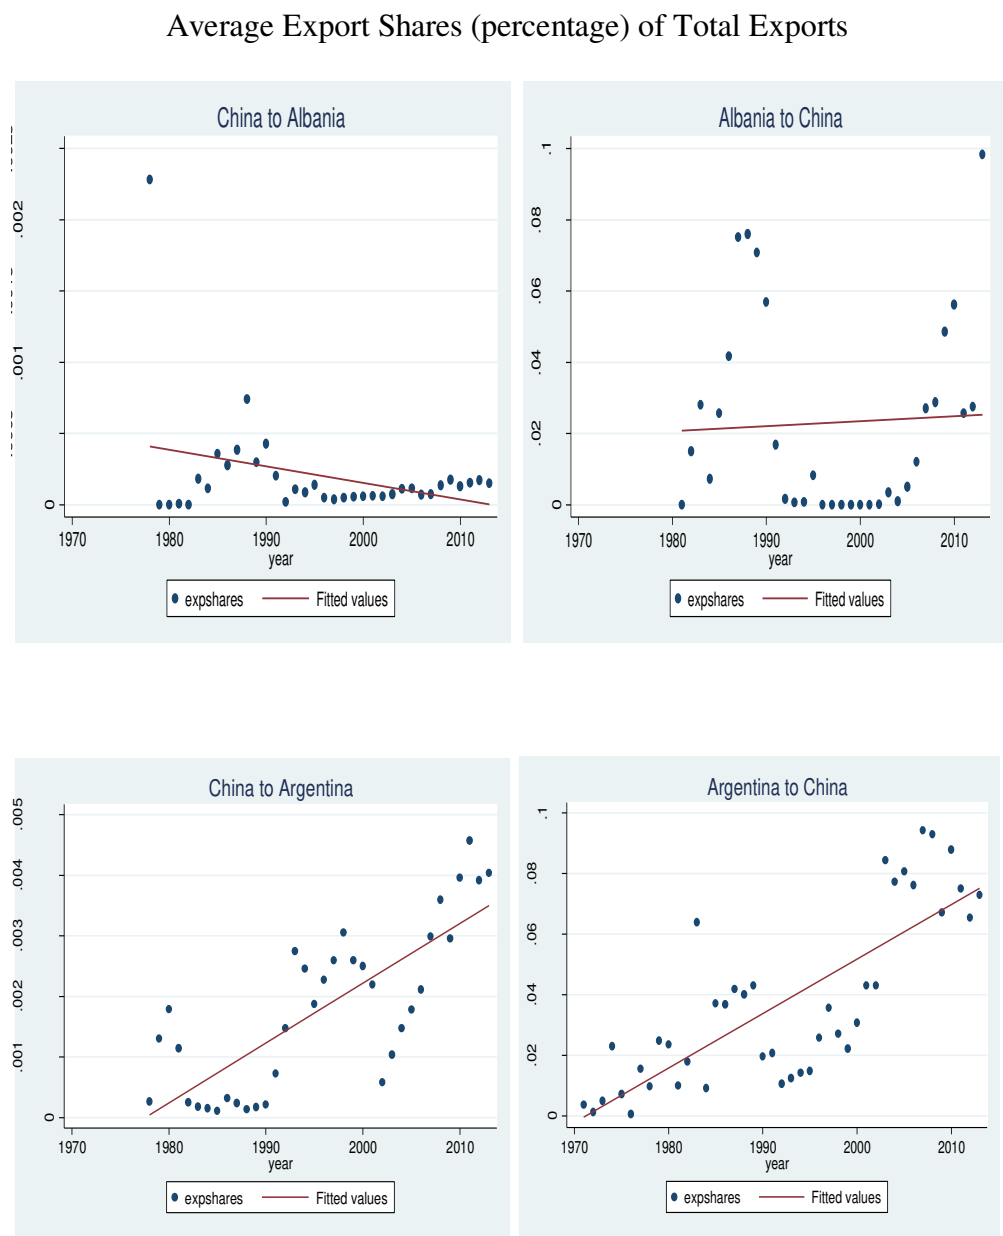 Average Export Shares (percentage) of Total Exports
China to Albania
.002
.001
0
1970 1980 1990 2000 2010
year
expshares Fitted values
Albania to China
.1
.08
.06
.04
.02
0
1970 1980 1990 2000 2010
year
expshares Fitted values
China to Argentina
.005
.004
.003
.002
.001
0
1970 1980 1990 2000 2010
year
expshares Fitted values
Argentina to China
.1
.08
.06
.04
.02
0
1970 1980 1990 2000 2010
year
expshares Fitted values